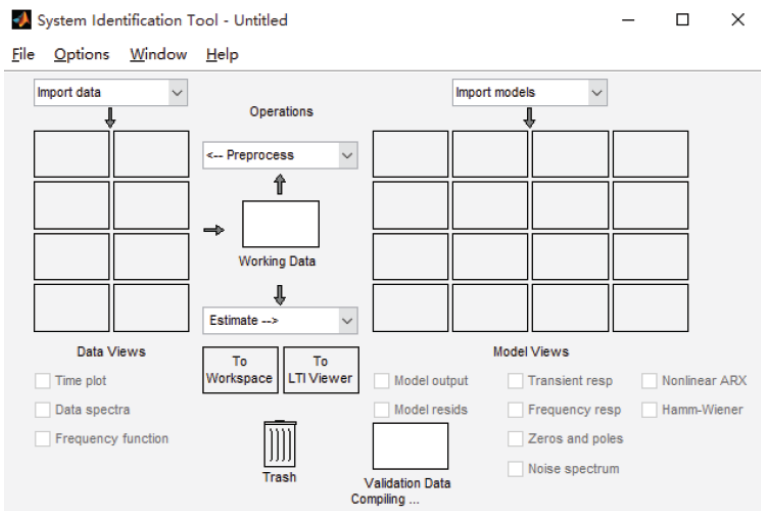 System Identification Tool - Untitled
File Options Window Help
Import data
Import models
Operations
<-- Preprocess
Working Data
Estimate -->
Data Views
To Workspace
To LTI Viewer
Model Views
Time plot
Data spectra
Frequency function
Model output
Model resids
Transient resp
Frequency resp
Zeros and poles
Noise spectrum
Nonlinear ARX
Hamm-Wiener
Trash
Validation Data
Compiling ...